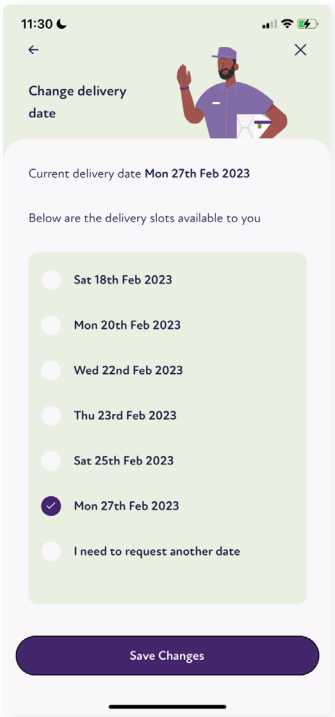 11:30
Change delivery
date
Current delivery date Mon 27th Feb 2023
Below are the delivery slots available to you
Sat 18th Feb 2023
Mon 20th Feb 2023
Wed 22nd Feb 2023
Thu 23rd Feb 2023
Sat 25th Feb 2023
Mon 27th Feb 2023
I need to request another date
Save Changes